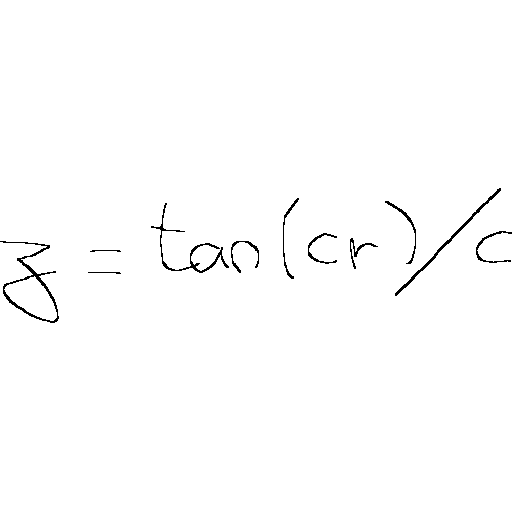 z = tan(cr)/c